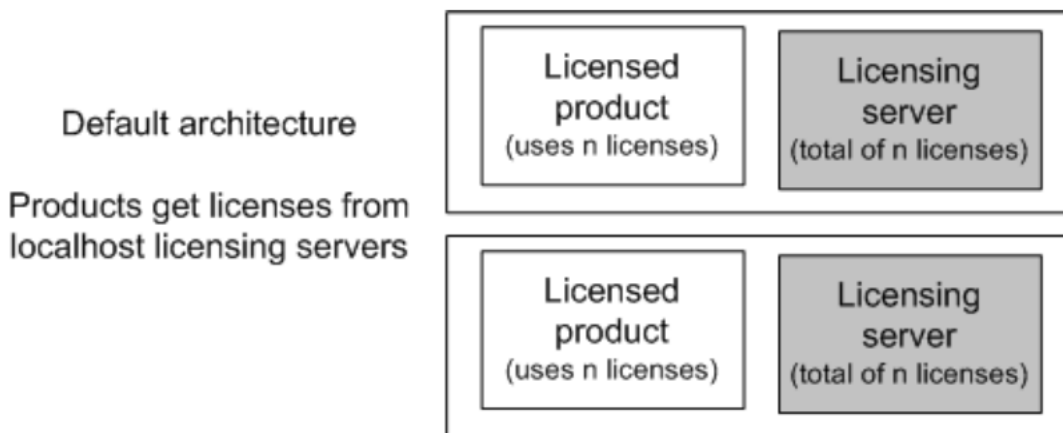 Default architecture
Products get licenses from
localhost licensing servers
Licensed
product
(uses n licenses)
Licensing
server
(total of n licenses)
Licensed
product
(uses n licenses)
Licensing
server
(total of n licenses)